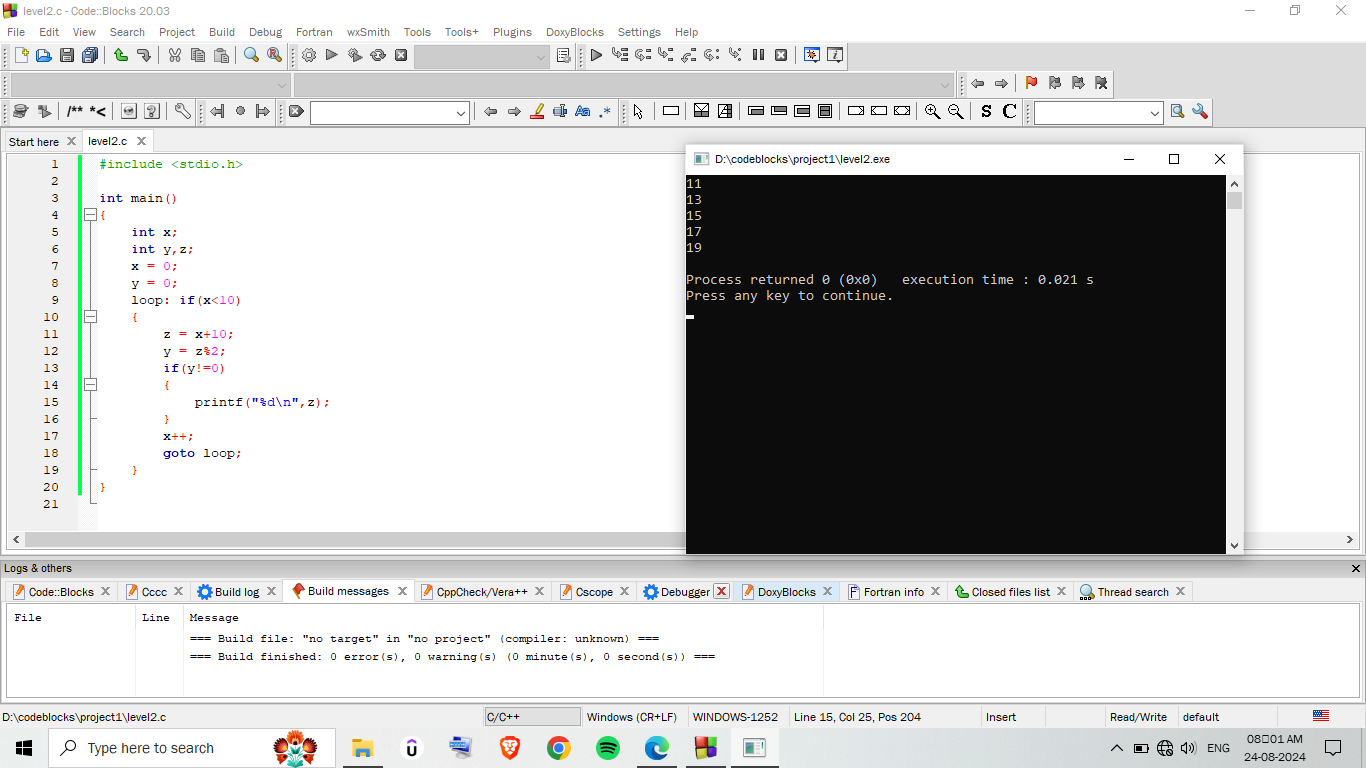 level2.c - Code::Blocks 20.03
File Edit View Search Project Build Debug Fortran wxSmith Tools Tools+ Plugins DoxyBlocks Settings Help
/** *<
Aa .*
S C
Start here level2.c
1 #include <stdio.h>
2
3 int main()
4 {
5 int x;
6 int y,z;
7 x = 0;
8 y = 0;
9 loop: if(x<10)
10 {
11 z = x+10;
12 y = z%2;
13 if(y!=0)
14 {
15 printf("%d\n",z);
16 }
17 x++;
18 goto loop;
19 }
20 }
21
D:\codeblocks\project1\level2.exe
11
13
15
17
19
Process returned 0 (0x0) execution time : 0.021 s
Press any key to continue.
Logs & others
Code::Blocks Cccc Build log Build messages CppCheck/Vera++ Cscope Debugger DoxyBlocks Fortran info Closed files list Thread search
File Line Message
=== Build file: "no target" in "no project" (compiler: unknown) ===
=== Build finished: 0 error(s), 0 warning(s) (0 minute(s), 0 second(s)) ===
D:\codeblocks\project1\level2.c C/C++ Windows (CR+LF) WINDOWS-1252 Line 15, Col 25, Pos 204 Insert Read/Write default
Type here to search
ENG
08▯01 AM
24-08-2024